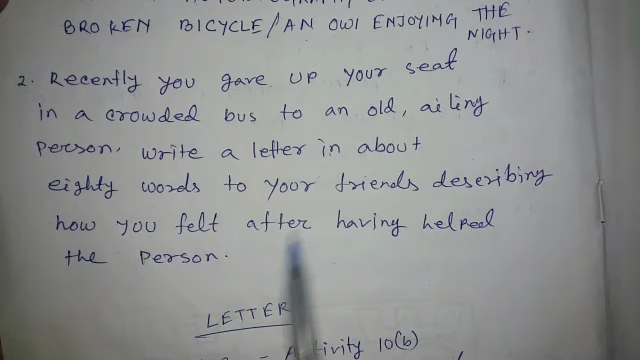 BROKEN BICYCLE/AN OWl ENJOYING THE
NIGHT.
2. Recently you gave up your seat
in a crowded bus to an old, ailing
person. Write a letter in about
eighty words to your friends describing
how you felt after having helped
the person.
LETTER
Activity 10(b)